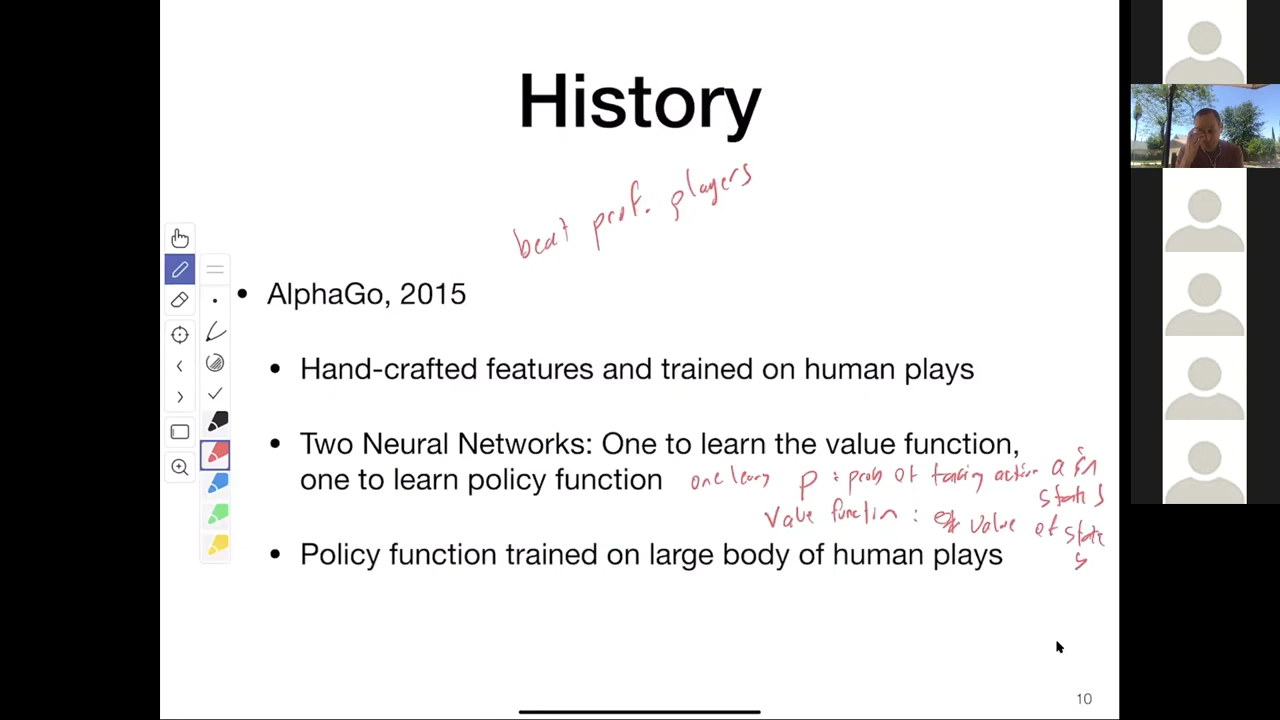 History
beat prof. players
• AlphaGo, 2015
• Hand-crafted features and trained on human plays
• Two Neural Networks: One to learn the value function,
one to learn policy function
one learns p : prob of taking action a in
state s
Value function : value of state
s
• Policy function trained on large body of human plays
10